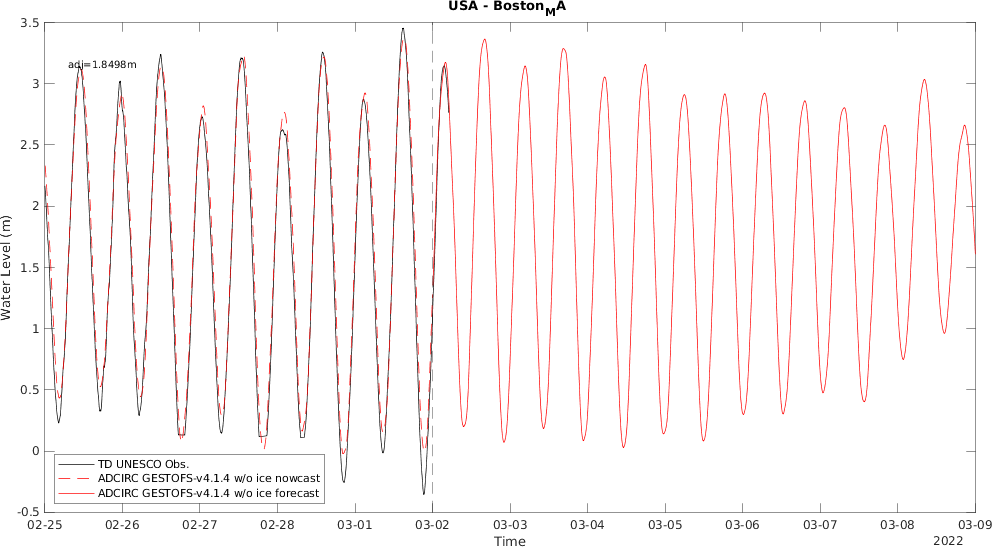 USA - Boston_MA
adj=1.8498m
3.5
3
2.5
2
1.5
1
0.5
0
-0.5
Water Level (m)
TD UNESCO Obs.
ADCIRC GESTOFS-v4.1.4 w/o ice nowcast
ADCIRC GESTOFS-v4.1.4 w/o ice forecast
02-25 02-26 02-27 02-28 03-01 03-02 03-03 03-04 03-05 03-06 03-07 03-08 03-09
Time
2022